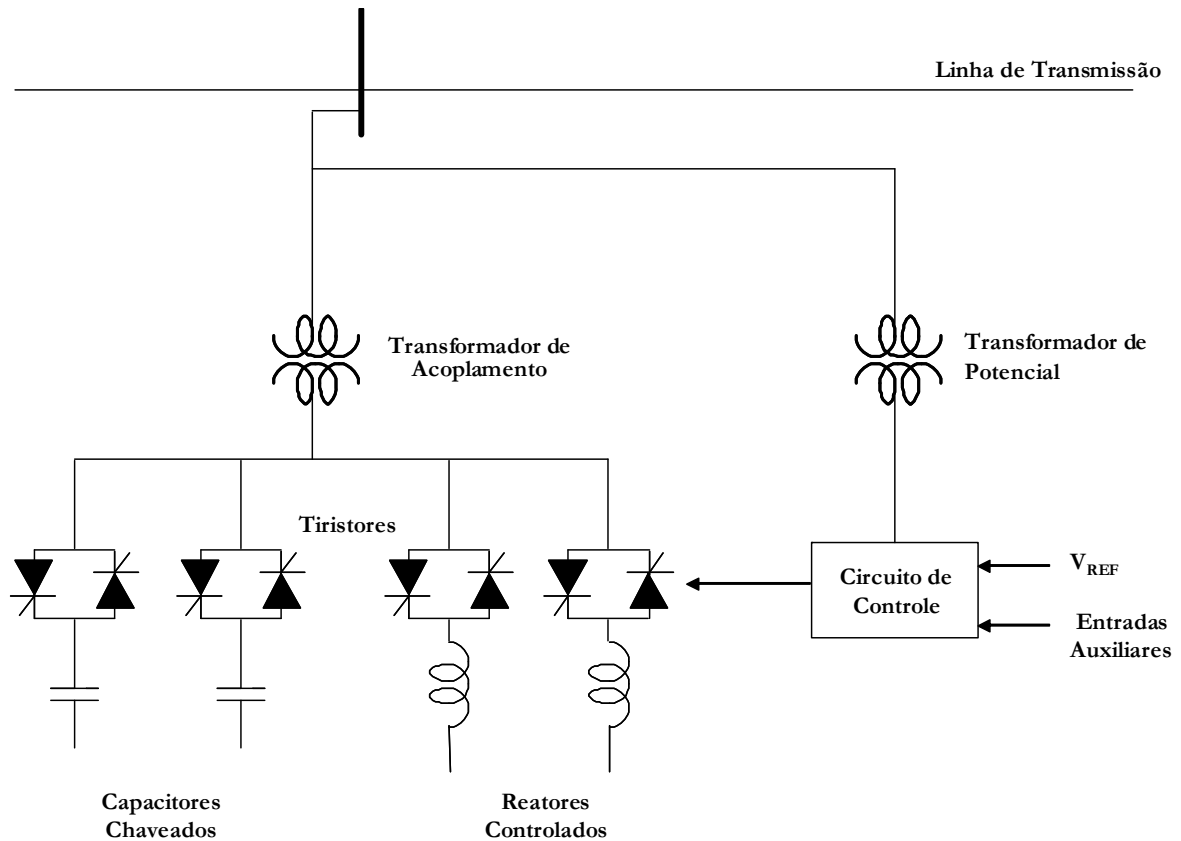 Linha de Transmissão
Transformador de
Acoplamento
Transformador de
Potencial
Tiristores
Circuito de
Controle
VREF
Entradas
Auxiliares
Capacitores
Chaveados
Reatores
Controlados